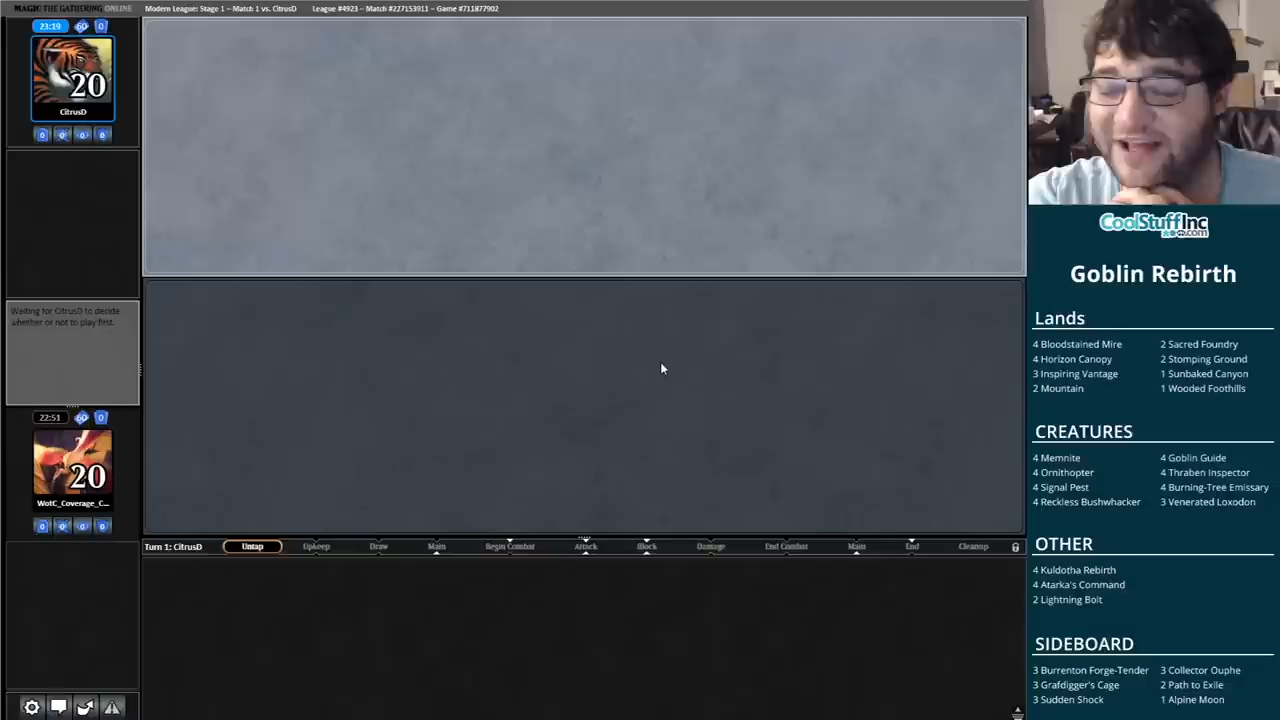 MAGIC THE GATHERING ONLINE
Modern League: Stage 1 – Match 1 vs. CitrusD
League #4923 – Match #227153911 – Game #711877902
23:19 60 0
20
CitrusD
0 0 0 0
Waiting for CitrusD to decide
whether or not to play first.
22:51 60 0
20
WotC_Coverage_C...
0 0 0 0
Turn 1: CitrusD
Untap Upkeep Draw Main Begin Combat Attack Block Damage End Combat Main End Cleanup
CoolStuffInc
.com
Goblin Rebirth
Lands
4 Bloodstained Mire
4 Horizon Canopy
3 Inspiring Vantage
2 Mountain
2 Sacred Foundry
2 Stomping Ground
1 Sunbaked Canyon
1 Wooded Foothills
CREATURES
4 Memnite
4 Ornithopter
4 Signal Pest
4 Reckless Bushwhacker
4 Goblin Guide
4 Thraben Inspector
4 Burning-Tree Emissary
3 Venerated Loxodon
OTHER
4 Kuldotha Rebirth
4 Atarka's Command
2 Lightning Bolt
SIDEBOARD
3 Burrenton Forge-Tender
3 Grafdigger's Cage
3 Sudden Shock
3 Collector Ouphe
2 Path to Exile
1 Alpine Moon